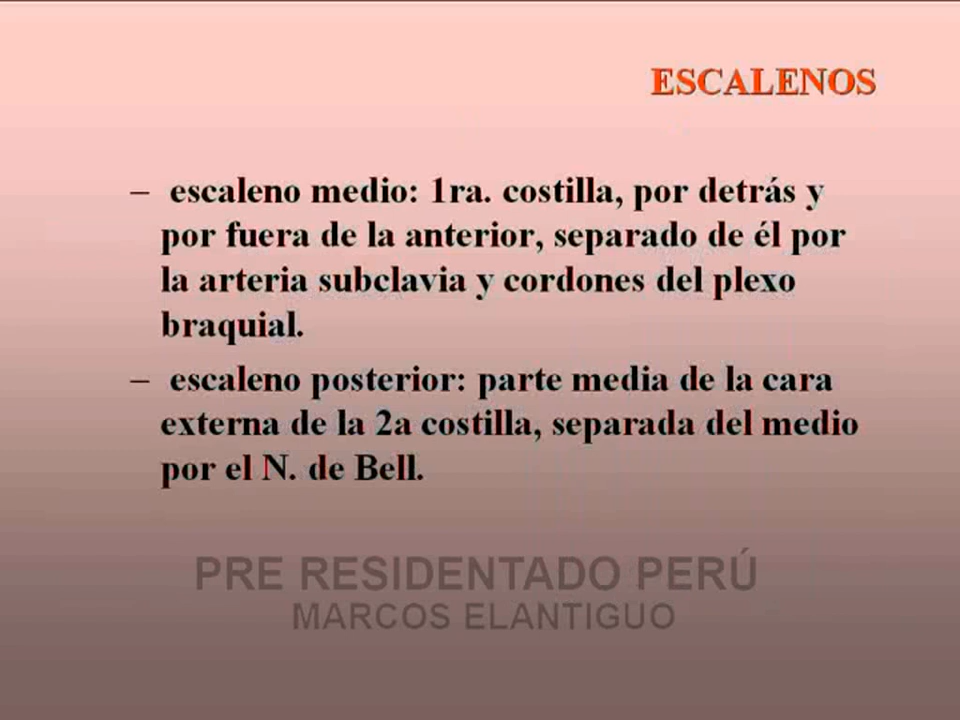 ESCALENOS
– escaleno medio: 1ra. costilla, por detrás y
por fuera de la anterior, separado de él por
la arteria subclavia y cordones del plexo
braquial.
– escaleno posterior: parte media de la cara
externa de la 2a costilla, separada del medio
por el N. de Bell.
PRE RESIDENTADO PERÚ
MARCOS ELANTIGUO